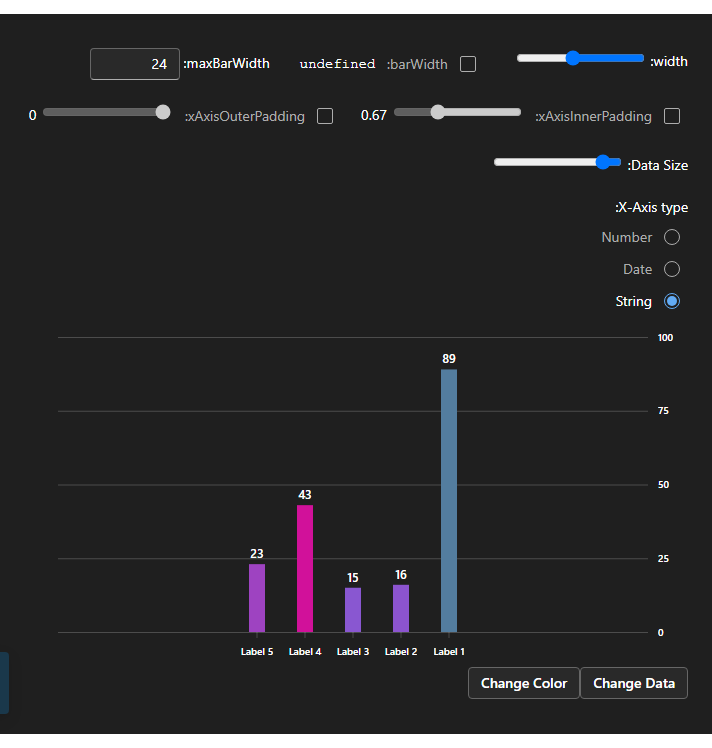 :width
:barWidth undefined
:maxBarWidth 24
:xAxisInnerPadding 0.67
:xAxisOuterPadding 0
:Data Size
:X-Axis type
Number
Date
String
100
75
50
25
0
89
16
15
43
23
Label 1
Label 2
Label 3
Label 4
Label 5
Change Data
Change Color